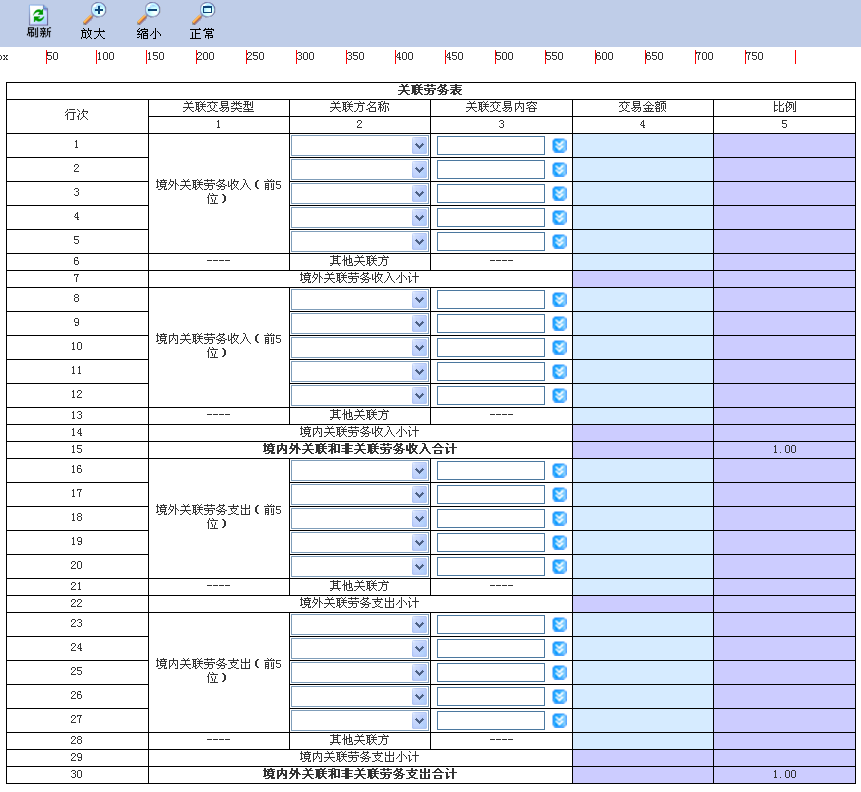 刷新 放大 缩小 正常
ox 50 100 150 200 250 300 350 400 450 500 550 600 650 700 750
关联劳务表
行次 关联交易类型 关联方名称 关联交易内容 交易金额 比例
1 2 3 4 5
1
2
3 境外关联劳务收入（前5
位）
4
5
6 ---- 其他关联方 ----
7 境外关联劳务收入小计
8
9
10 境内关联劳务收入（前5
位）
11
12
13 ---- 其他关联方 ----
14 境内关联劳务收入小计
15 境内外关联和非关联劳务收入合计 1.00
16
17
18 境外关联劳务支出（前5
位）
19
20
21 ---- 其他关联方 ----
22 境外关联劳务支出小计
23
24
25 境内关联劳务支出（前5
位）
26
27
28 ---- 其他关联方 ----
29 境内关联劳务支出小计
30 境内外关联和非关联劳务支出合计 1.00